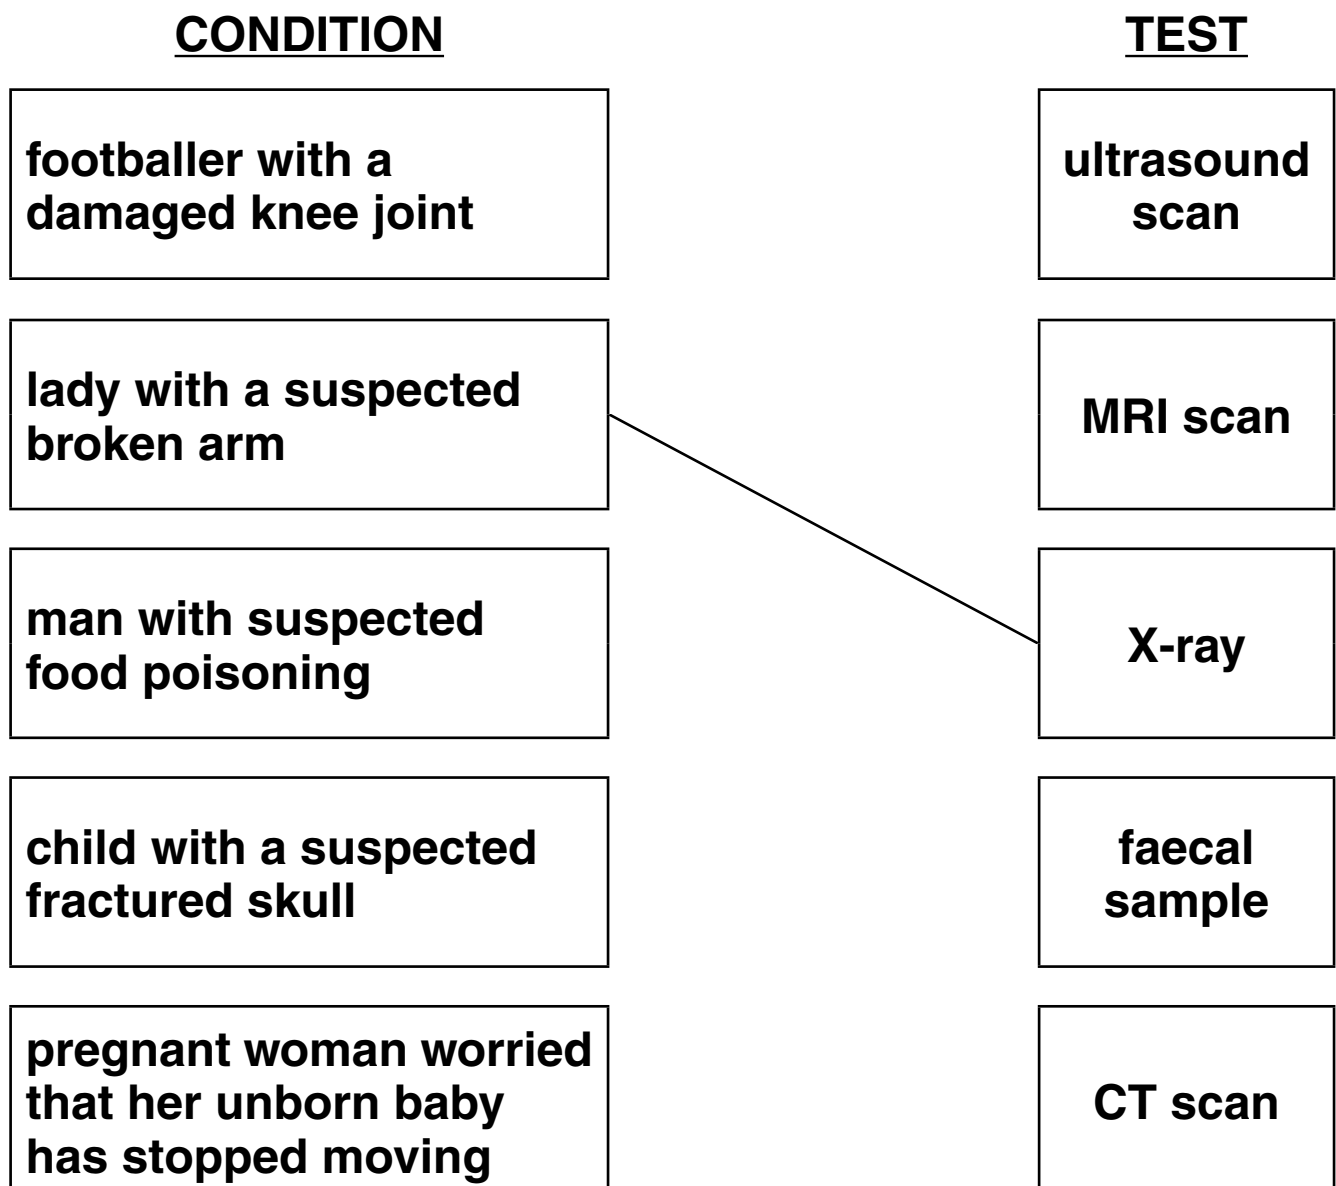 CONDITION
TEST
footballer with a
damaged knee joint
ultrasound
scan
lady with a suspected
broken arm
MRI scan
man with suspected
food poisoning
X-ray
child with a suspected
fractured skull
faecal
sample
pregnant woman worried
that her unborn baby
has stopped moving
CT scan